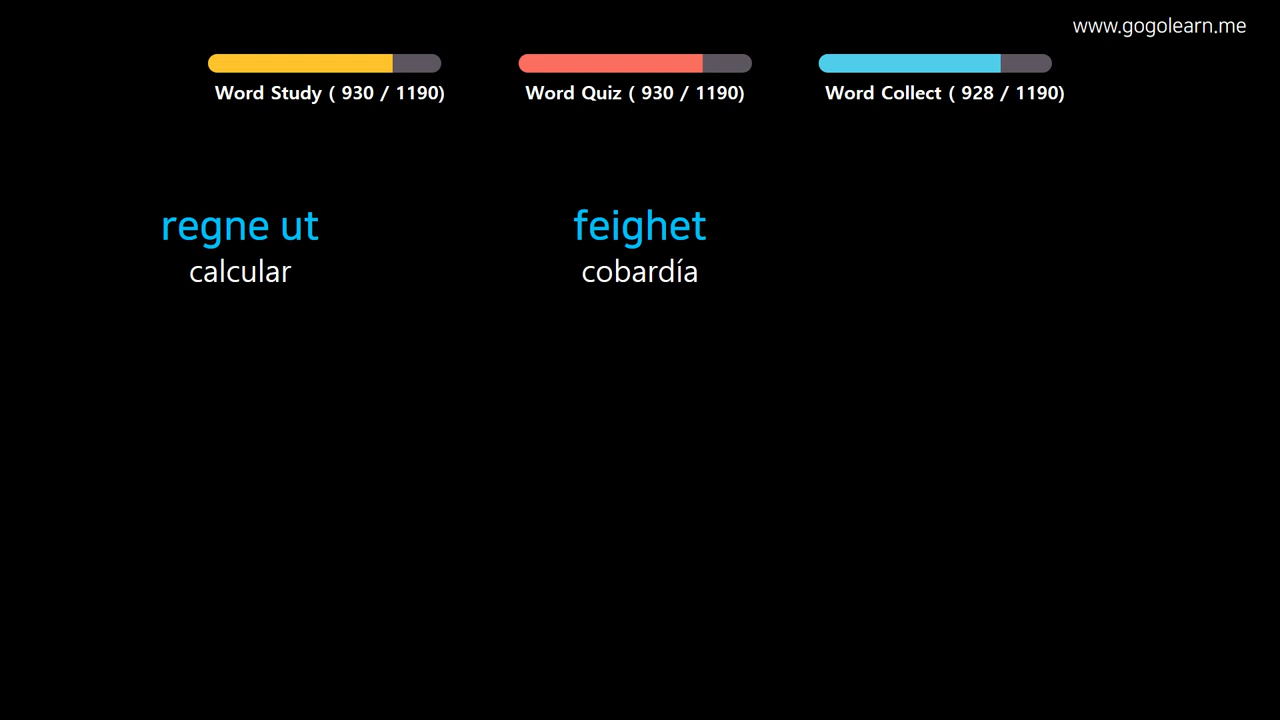 www.gogolearn.me
Word Study ( 930 / 1190)
Word Quiz ( 930 / 1190)
Word Collect ( 928 / 1190)
regne ut
calcular
feighet
cobardía